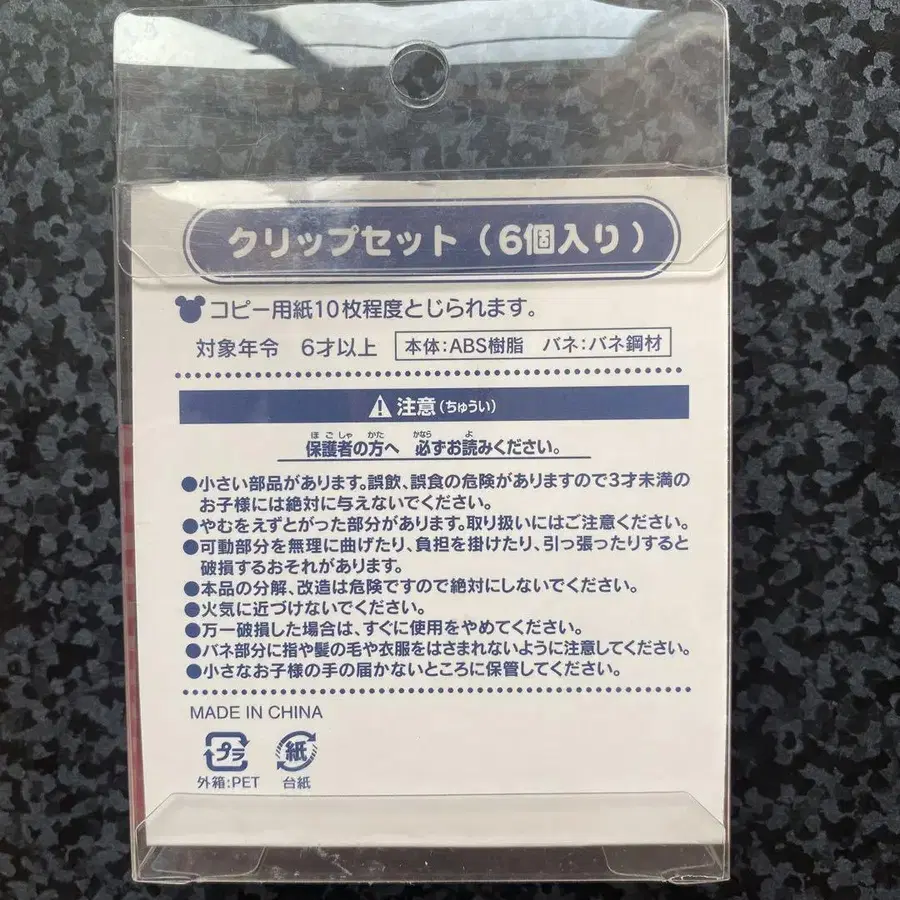 クリップセット（6個入り）
コピー用紙10枚程度とじられます。
対象年令　6才以上　本体：ABS樹脂　バネ：バネ鋼材
注意（ちゅうい）
ほごしゃ　かた　かなら　よ
保護者の方へ　必ずお読みください。
●小さい部品があります。誤飲、誤食の危険がありますので3才未満の
お子様には絶対に与えないでください。
●やむをえずとがった部分があります。取り扱いにはご注意ください。
●可動部分を無理に曲げたり、負担を掛けたり、引っ張ったりすると
破損するおそれがあります。
●本品の分解、改造は危険ですので絶対にしないでください。
●火気に近づけないでください。
●万一破損した場合は、すぐに使用をやめてください。
●バネ部分に指や髪の毛や衣服をはさまれないように注意してください。
●小さなお子様の手の届かないところに保管してください。
MADE IN CHINA
プラ　紙
外箱：PET　台紙